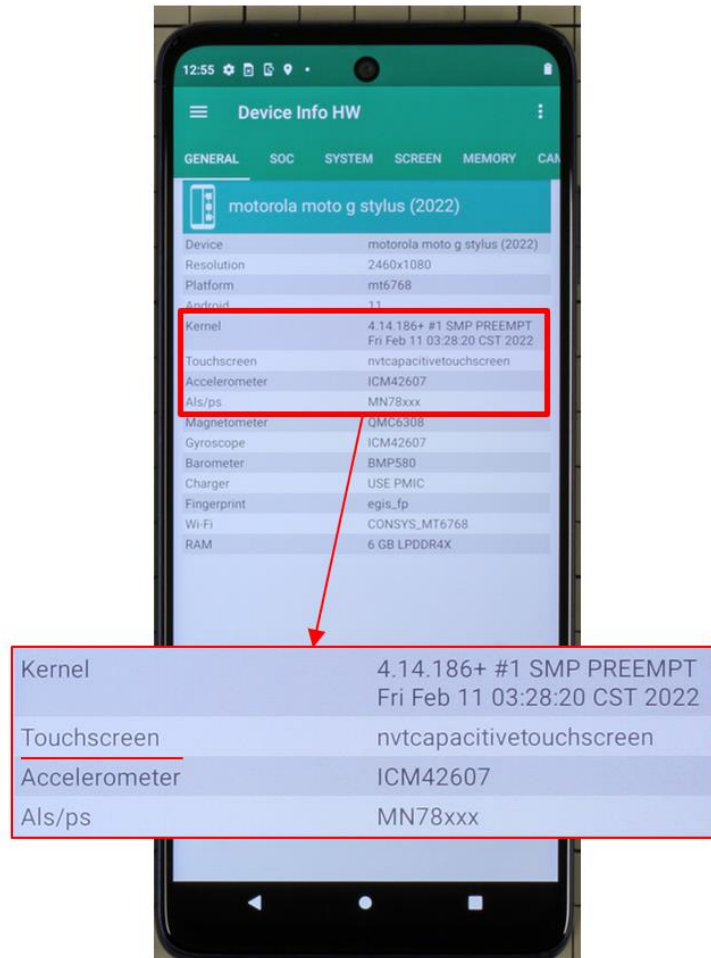 12:55
Device Info HW
GENERAL SOC SYSTEM SCREEN MEMORY CAM
motorola moto g stylus (2022)
Device motorola moto g stylus (2022)
Resolution 2460x1080
Platform mt6768
Android 11
Kernel 4.14.186+ #1 SMP PREEMPT
Fri Feb 11 03:28:20 CST 2022
Touchscreen nvtcapacitivetouchscreen
Accelerometer ICM42607
Als/ps MN78xxx
Magnetometer QMC6308
Gyroscope ICM42607
Barometer BMP580
Charger USE PMIC
Fingerprint egis_fp
Wi-Fi CONSYS_MT6768
RAM 6 GB LPDDR4X
Kernel 4.14.186+ #1 SMP PREEMPT
Fri Feb 11 03:28:20 CST 2022
Touchscreen nvtcapacitivetouchscreen
Accelerometer ICM42607
Als/ps MN78xxx